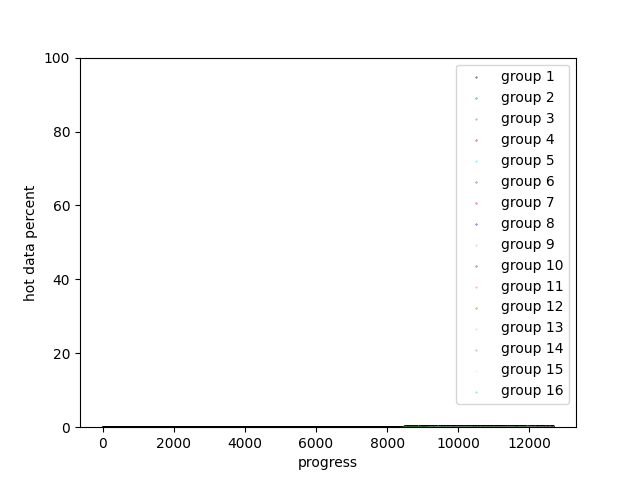 100
80
60
40
20
0
hot data percent
0 2000 4000 6000 8000 10000 12000
progress
group 1
group 2
group 3
group 4
group 5
group 6
group 7
group 8
group 9
group 10
group 11
group 12
group 13
group 14
group 15
group 16